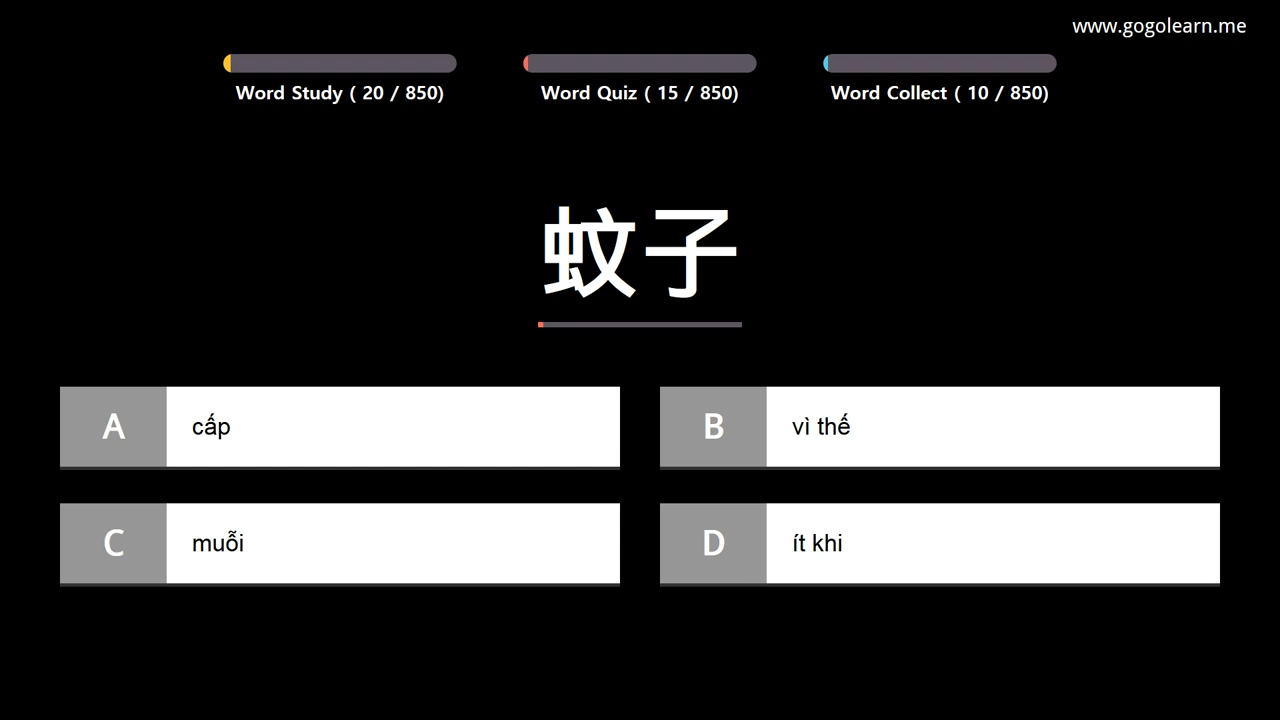 www.gogolearn.me
Word Study ( 20 / 850)
Word Quiz ( 15 / 850)
Word Collect ( 10 / 850)
蚊子
A
cấp
B
vì thế
C
muỗi
D
ít khi